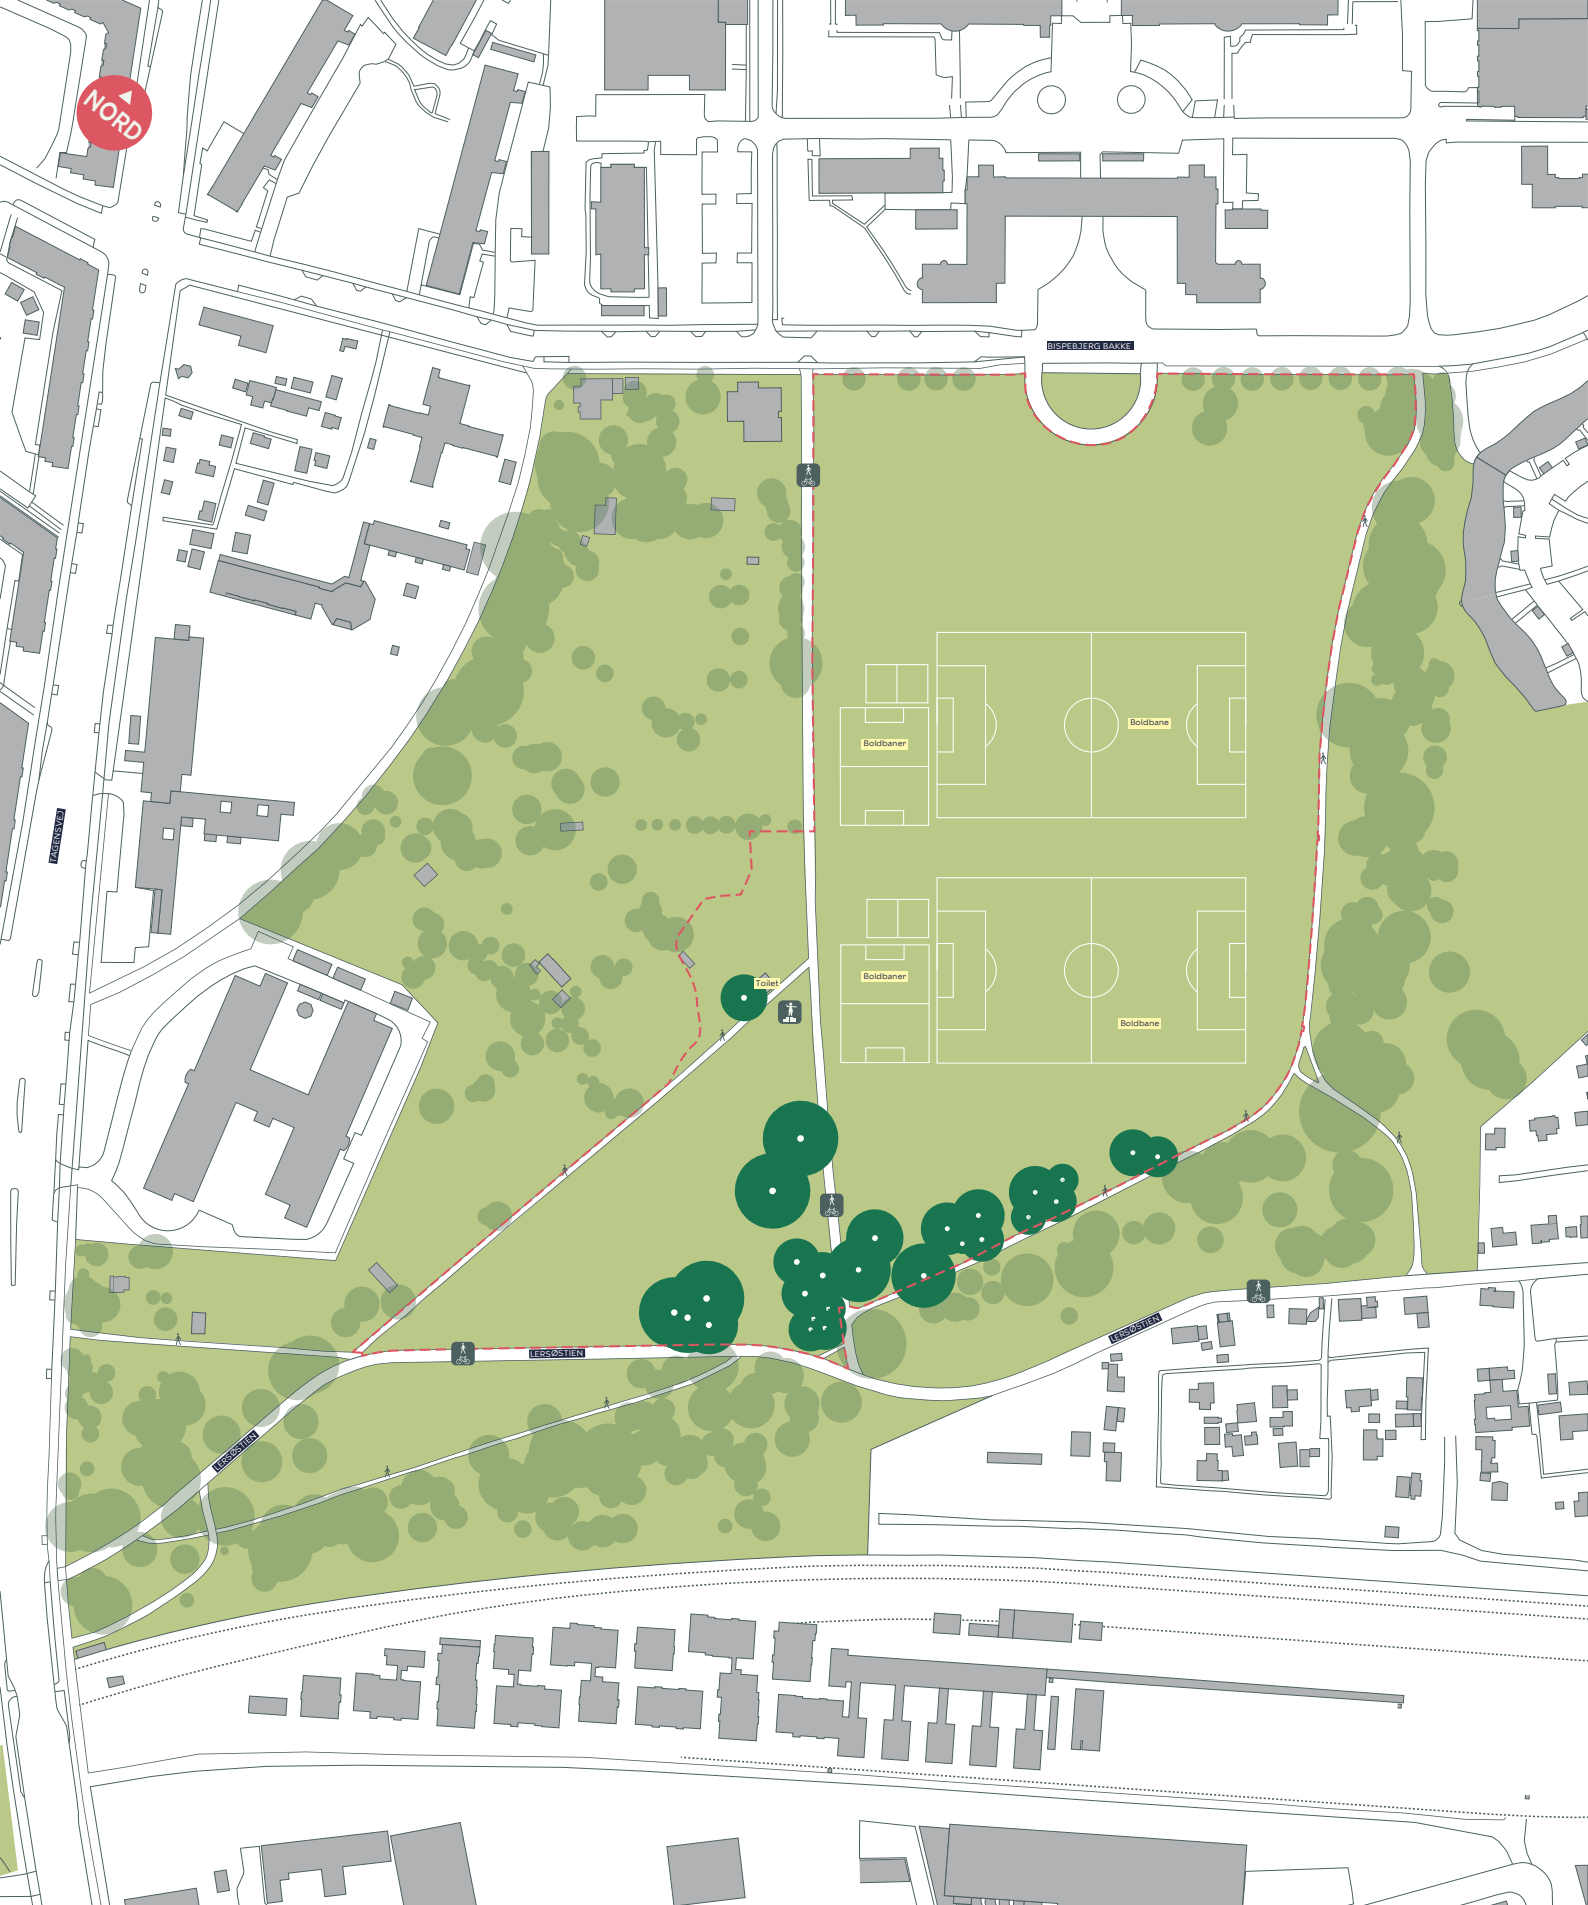 NORD
BISPEBJERG BAKKE
Boldbane
Boldbaner
TAGENSVEJ
Boldbaner
Toilet
Boldbane
LERSØSTIEN
LERSØSTIEN
LERSØSTIEN